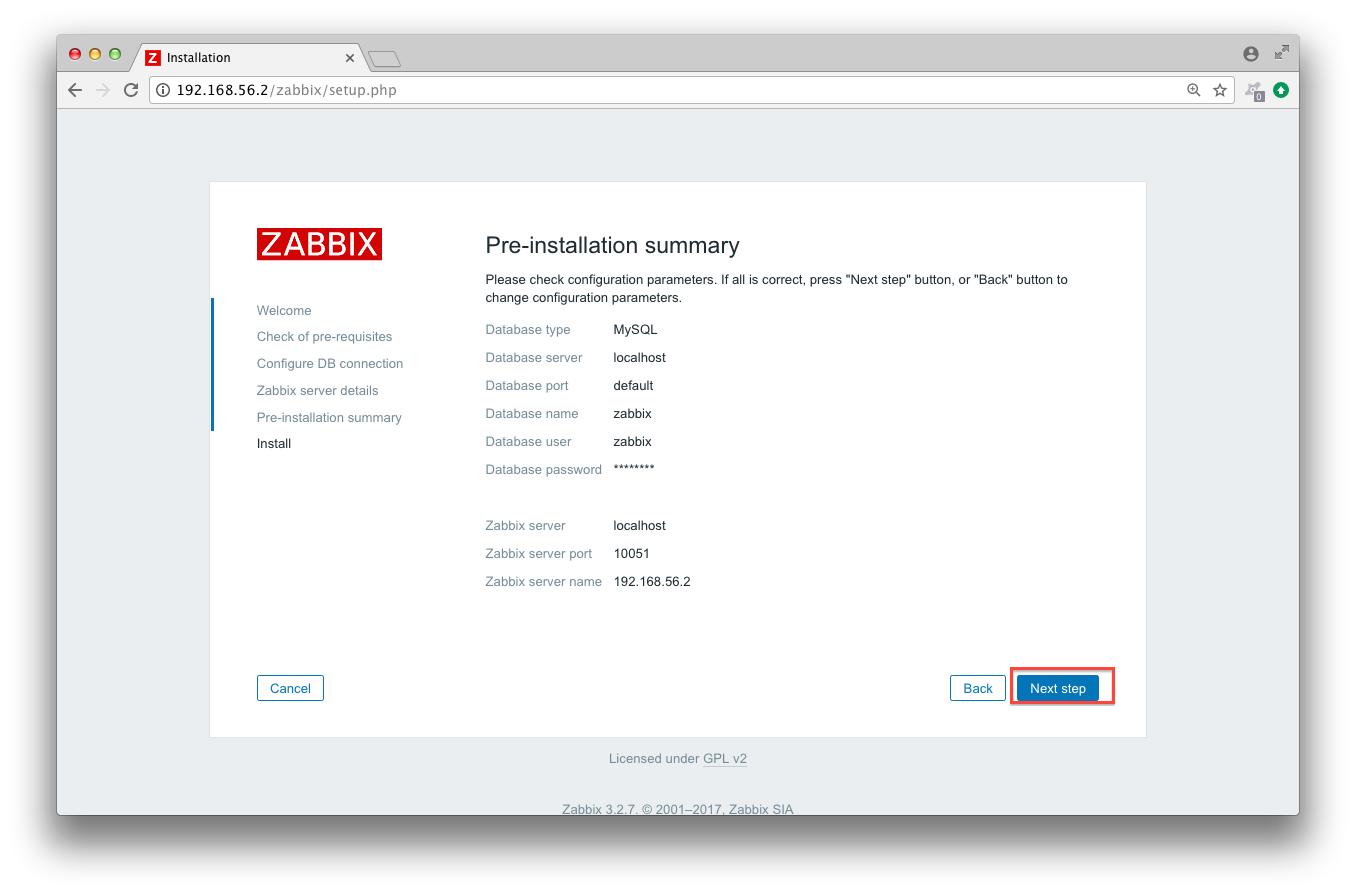 Z Installation
192.168.56.2/zabbix/setup.php
0
ZABBIX
Welcome
Check of pre-requisites
Configure DB connection
Zabbix server details
Pre-installation summary
Install
Pre-installation summary
Please check configuration parameters. If all is correct, press "Next step" button, or "Back" button to
change configuration parameters.
Database type MySQL
Database server localhost
Database port default
Database name zabbix
Database user zabbix
Database password ********
Zabbix server localhost
Zabbix server port 10051
Zabbix server name 192.168.56.2
Cancel
Back
Next step
Licensed under GPL v2
Zabbix 3.2.7. © 2001–2017, Zabbix SIA